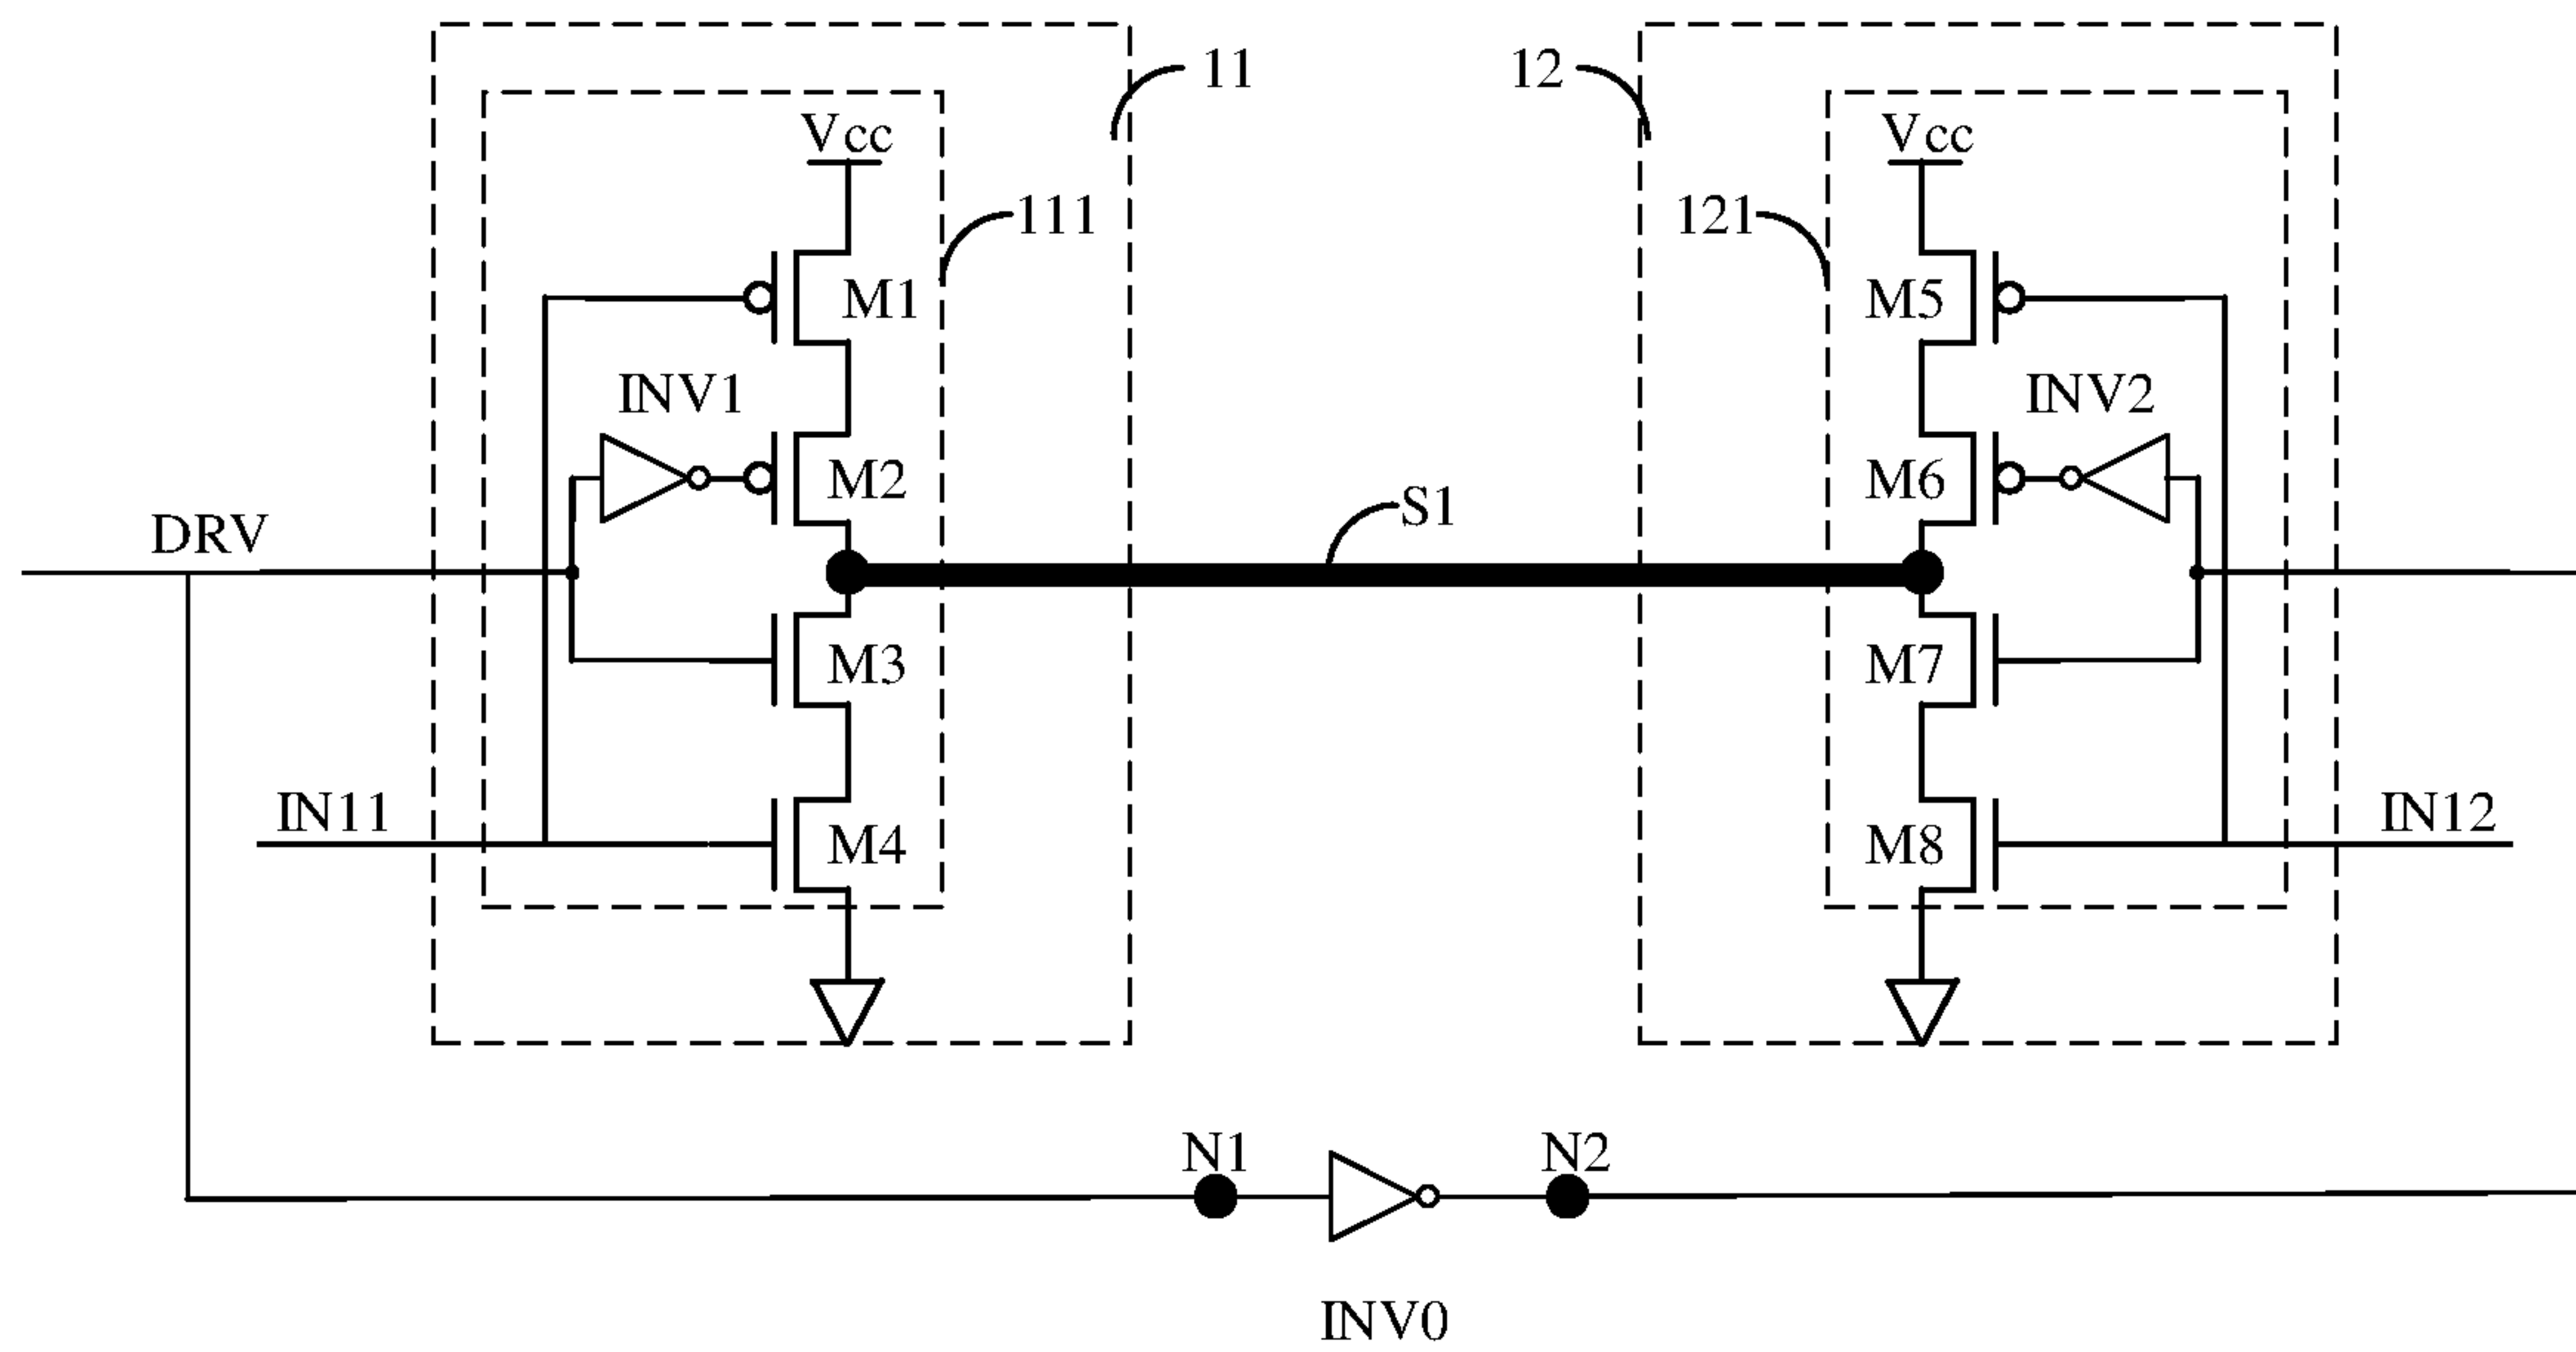 11
12
Vcc
Vcc
111
121
M1
M5
INV1
INV2
M2
M6
S1
DRV
M3
M7
IN11
IN12
M4
M8
N1
N2
INV0